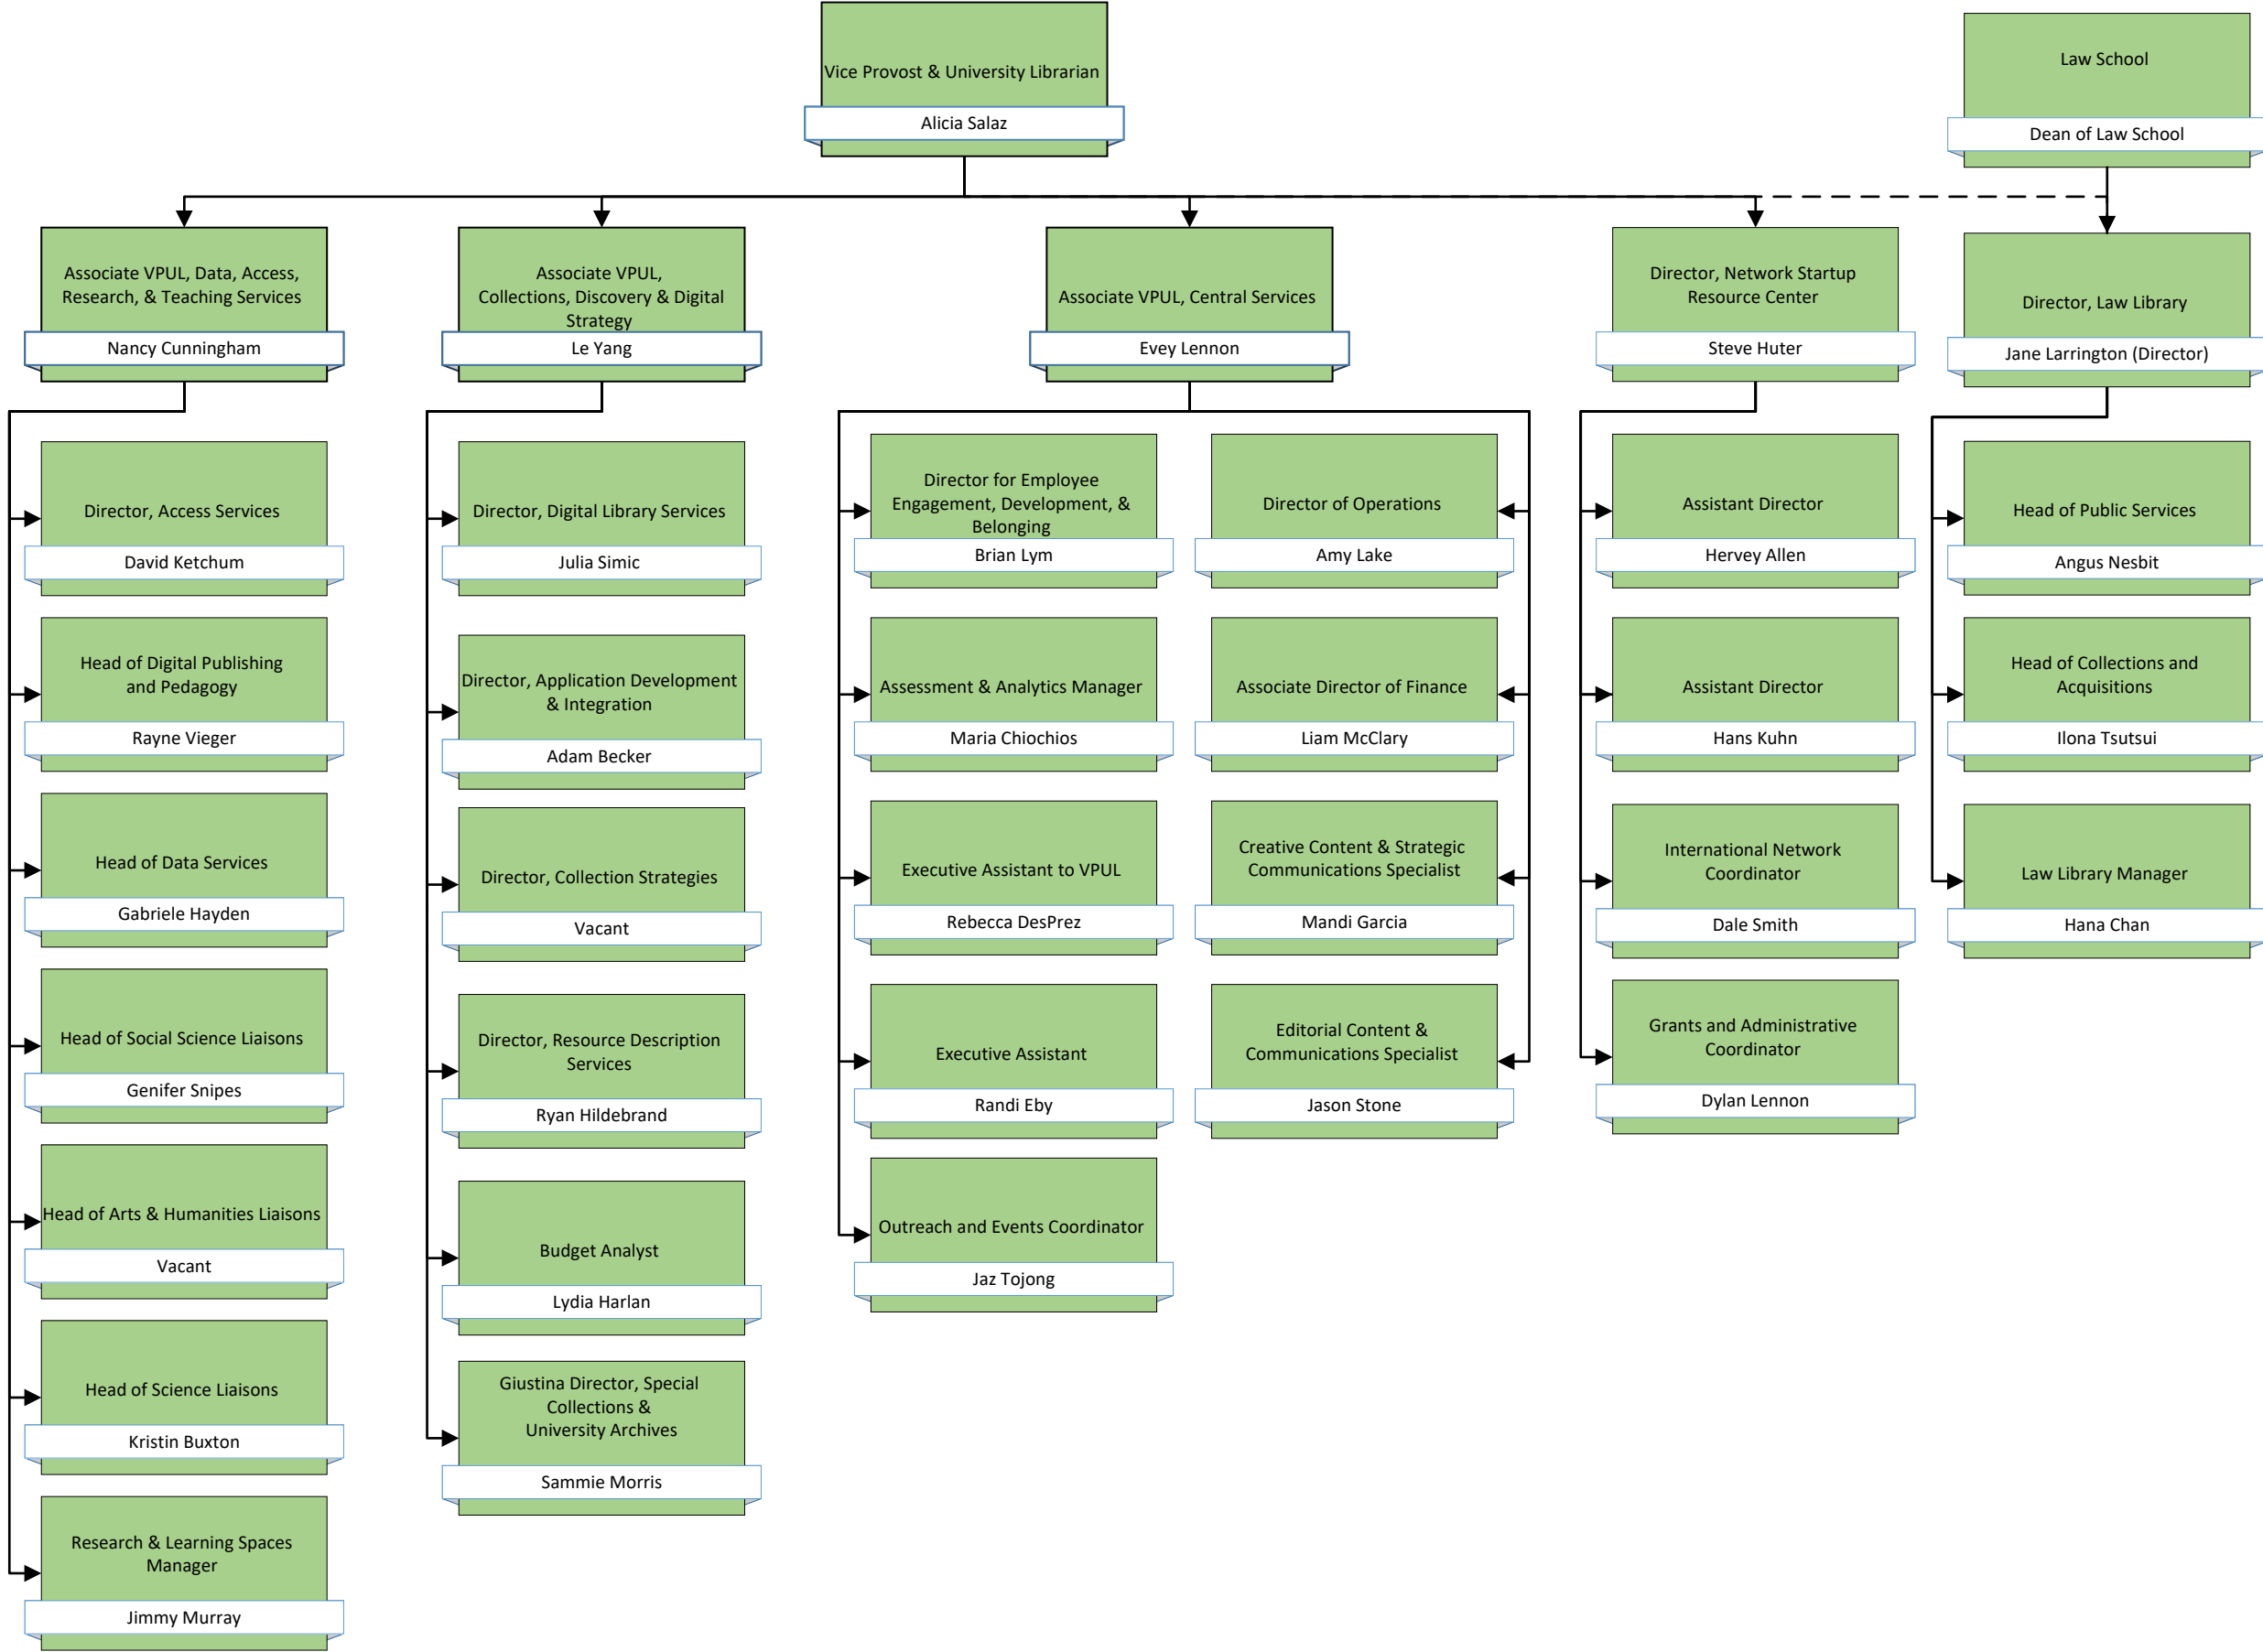 Vice Provost & University Librarian
Alicia Salaz
Law School
Dean of Law School
Associate VPUL, Data, Access,
Research, & Teaching Services
Nancy Cunningham
Associate VPUL,
Collections, Discovery & Digital
Strategy
Le Yang
Associate VPUL, Central Services
Evey Lennon
Director, Network Startup
Resource Center
Steve Huter
Director, Law Library
Jane Larrington (Director)
Director, Access Services
David Ketchum
Head of Digital Publishing
and Pedagogy
Rayne Vieger
Head of Data Services
Gabriele Hayden
Head of Social Science Liaisons
Genifer Snipes
Head of Arts & Humanities Liaisons
Vacant
Head of Science Liaisons
Kristin Buxton
Research & Learning Spaces
Manager
Jimmy Murray
Director, Digital Library Services
Julia Simic
Director, Application Development
& Integration
Adam Becker
Director, Collection Strategies
Vacant
Director, Resource Description
Services
Ryan Hildebrand
Budget Analyst
Lydia Harlan
Giustina Director, Special
Collections &
University Archives
Sammie Morris
Director for Employee
Engagement, Development, &
Belonging
Brian Lym
Assessment & Analytics Manager
Maria Chiochios
Executive Assistant to VPUL
Rebecca DesPrez
Executive Assistant
Randi Eby
Outreach and Events Coordinator
Jaz Tojong
Director of Operations
Amy Lake
Associate Director of Finance
Liam McClary
Creative Content & Strategic
Communications Specialist
Mandi Garcia
Editorial Content &
Communications Specialist
Jason Stone
Assistant Director
Hervey Allen
Assistant Director
Hans Kuhn
International Network
Coordinator
Dale Smith
Grants and Administrative
Coordinator
Dylan Lennon
Head of Public Services
Angus Nesbit
Head of Collections and
Acquisitions
Ilona Tsutsui
Law Library Manager
Hana Chan